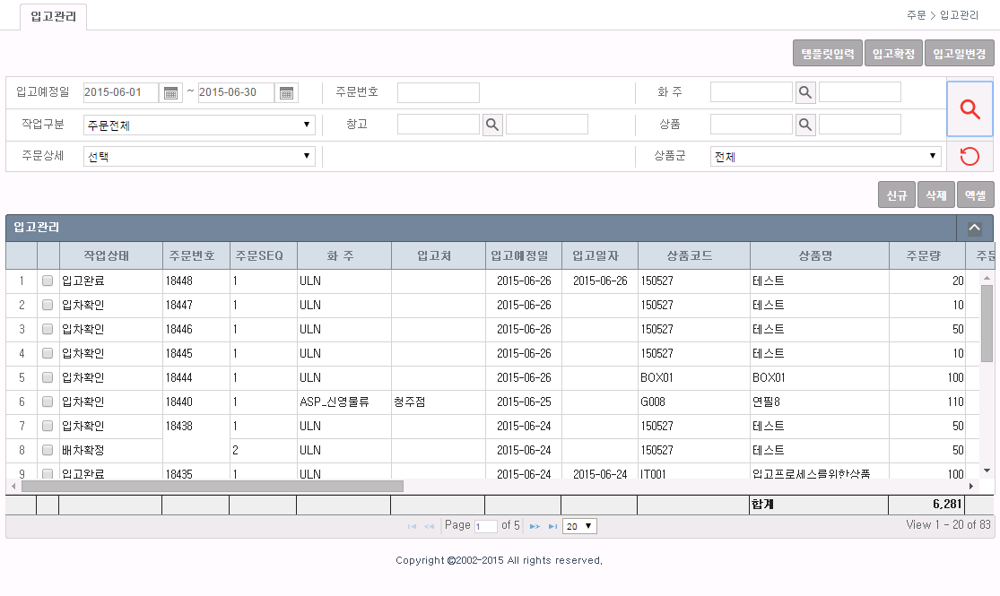 입고관리
주문 > 입고관리
템플릿입력 입고확정 입고일변경
입고예정일 2015-06-01 ~ 2015-06-30 주문번호 화 주
작업구분 주문전체 창고 상품
주문상세 선택 상품군 전체
신규 삭제 엑셀
입고관리
작업상태 주문번호 주문SEQ 화 주 입고처 입고예정일 입고일자 상품코드 상품명 주문량
1 입고완료 18448 1 ULN 2015-06-26 2015-06-26 150527 테스트 20
2 입차확인 18447 1 ULN 2015-06-26 150527 테스트 10
3 입차확인 18446 1 ULN 2015-06-26 150527 테스트 50
4 입차확인 18445 1 ULN 2015-06-26 150527 테스트 10
5 입차확인 18444 1 ULN 2015-06-26 BOX01 BOX01 100
6 입차확인 18440 1 ASP_신영물류 청주점 2015-06-25 G008 연필8 110
7 입차확인 18438 1 ULN 2015-06-24 150527 테스트 50
8 배차확정 2 ULN 2015-06-24 150527 테스트 50
9 입고완료 18435 1 ULN 2015-06-24 2015-06-24 IT001 입고프로세스를위한상품 100
합계 6,281
Page 1 of 5 20 View 1 - 20 of 83
Copyright ©2002-2015 All rights reserved.